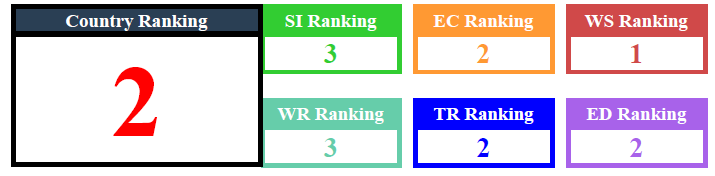 Country Ranking
2
SI Ranking
3
EC Ranking
2
WS Ranking
1
WR Ranking
3
TR Ranking
2
ED Ranking
2